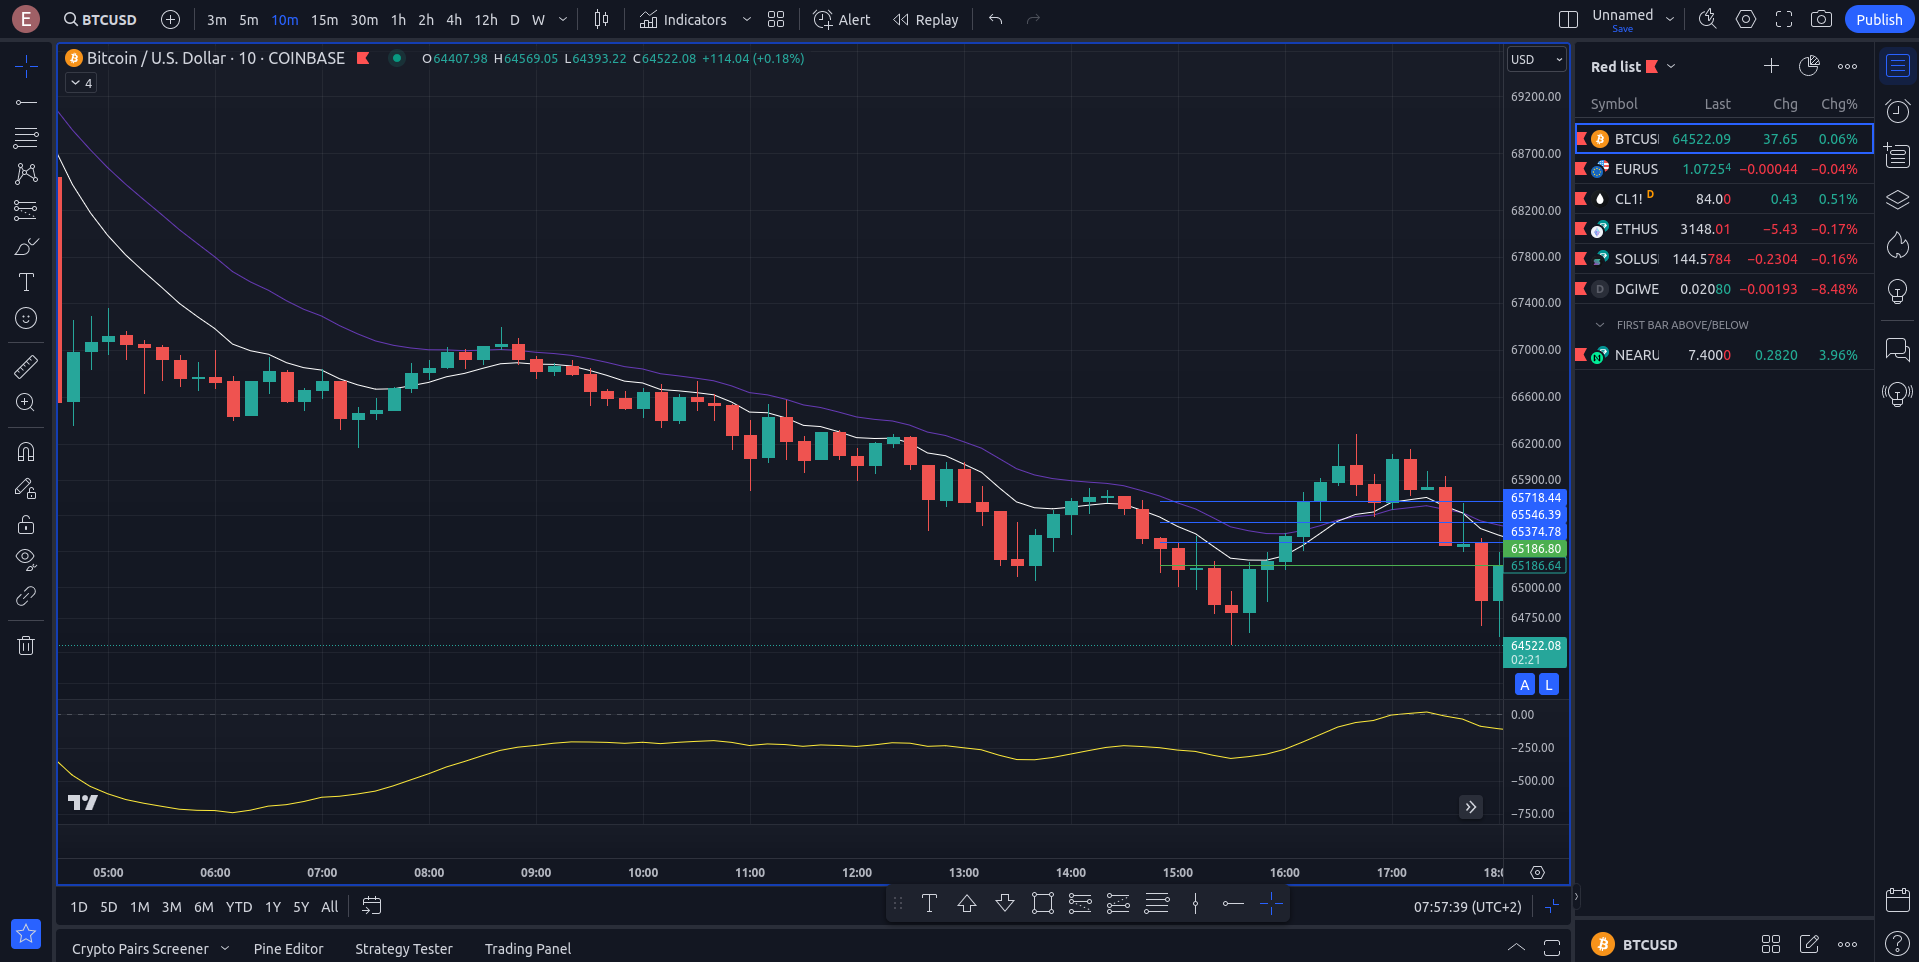 E BTCUSD 3m 5m 10m 15m 30m 1h 2h 4h 12h D W Indicators Alert Replay Unnamed Publish
Save
Bitcoin / U.S. Dollar · 10 · COINBASE O64407.98 H64569.05 L64393.22 C64522.08 +114.04 (+0.18%)
4
USD
69200.00
68700.00
68200.00
67800.00
67400.00
67000.00
66600.00
66200.00
65900.00
65718.44
65546.39
65374.78
65186.80
65186.64
65000.00
64750.00
64522.08
02:21
A L
0.00
−250.00
−500.00
−750.00
05:00 06:00 07:00 08:00 09:00 10:00 11:00 12:00 13:00 14:00 15:00 16:00 17:00 18:0
1D 5D 1M 3M 6M YTD 1Y 5Y All
T
07:57:39 (UTC+2)
Crypto Pairs Screener Pine Editor Strategy Tester Trading Panel
Red list
Symbol Last Chg Chg%
BTCUS 64522.09 37.65 0.06%
EURUS 1.07254 −0.00044 −0.04%
CL1! D 84.00 0.43 0.51%
ETHUS 3148.01 −5.43 −0.17%
SOLUS 144.5784 −0.2304 −0.16%
D DGIWE 0.02080 −0.00193 −8.48%
FIRST BAR ABOVE/BELOW
NEARU 7.4000 0.2820 3.96%
BTCUSD